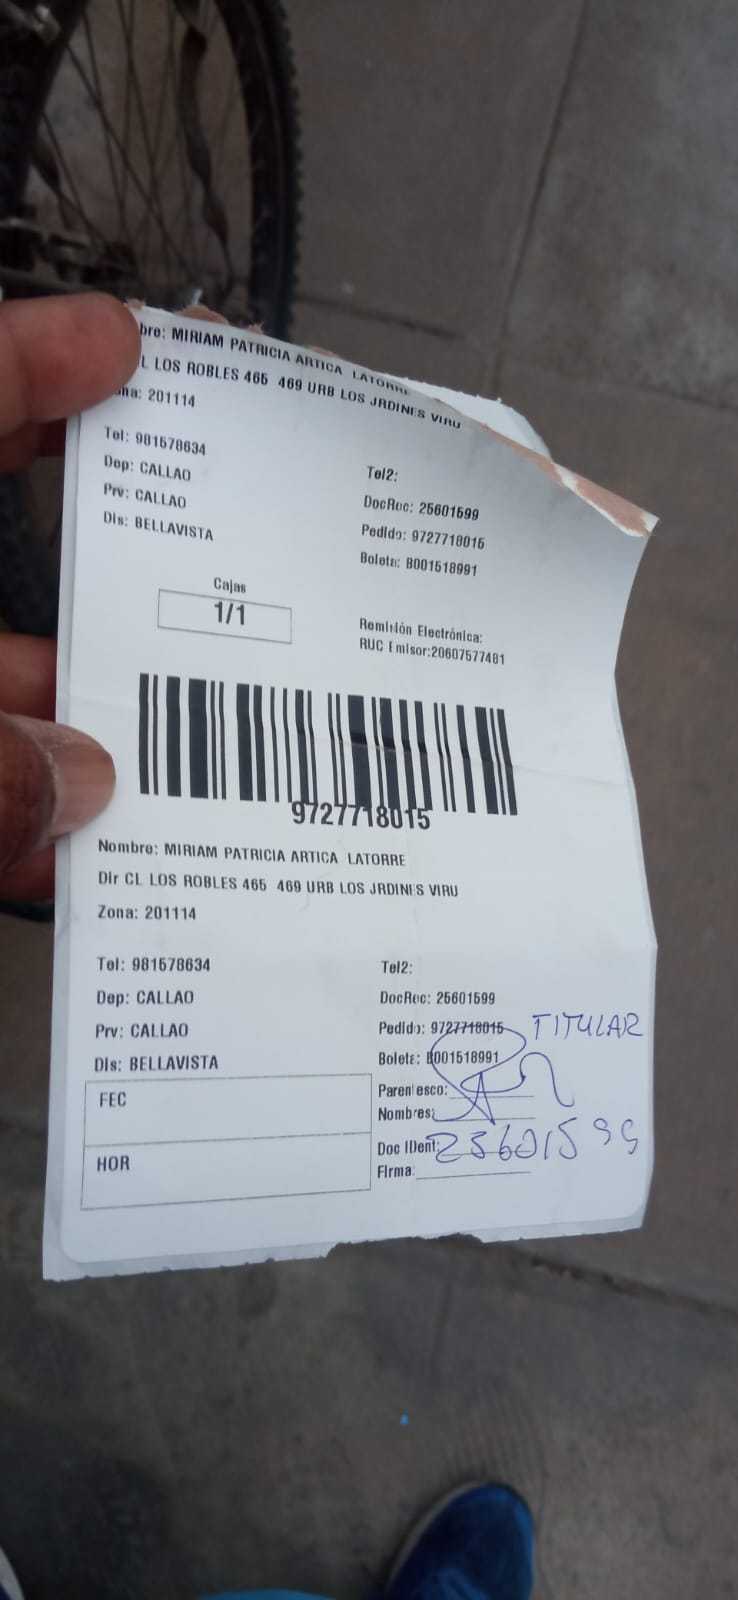 bre: MIRIAM PATRICIA ARTICA LATORRE
L LOS ROBLES 465 469 URB LOS JRDINES VIRU
na: 201114
Tel: 981578634
Tel2:
Dep: CALLAO
DocRec: 25601599
Prv: CALLAO
Pedido: 9727718015
Dis: BELLAVISTA
Boleta: B001518991
Cajas
1/1
Remisión Electrónica:
RUC Emisor:20607577481
9727718015
Nombre: MIRIAM PATRICIA ARTICA LATORRE
Dir CL LOS ROBLES 465 469 URB LOS JRDINES VIRU
Zona: 201114
Tel: 981578634
Tel2:
Dep: CALLAO
DocRec: 25601599
Prv: CALLAO
Pedido: 9727718015 TITULAR
Dis: BELLAVISTA
Boleta: B001518991
FEC
Parentesco:
Nombres:
HOR
Doc IDent: 25601599
Firma: